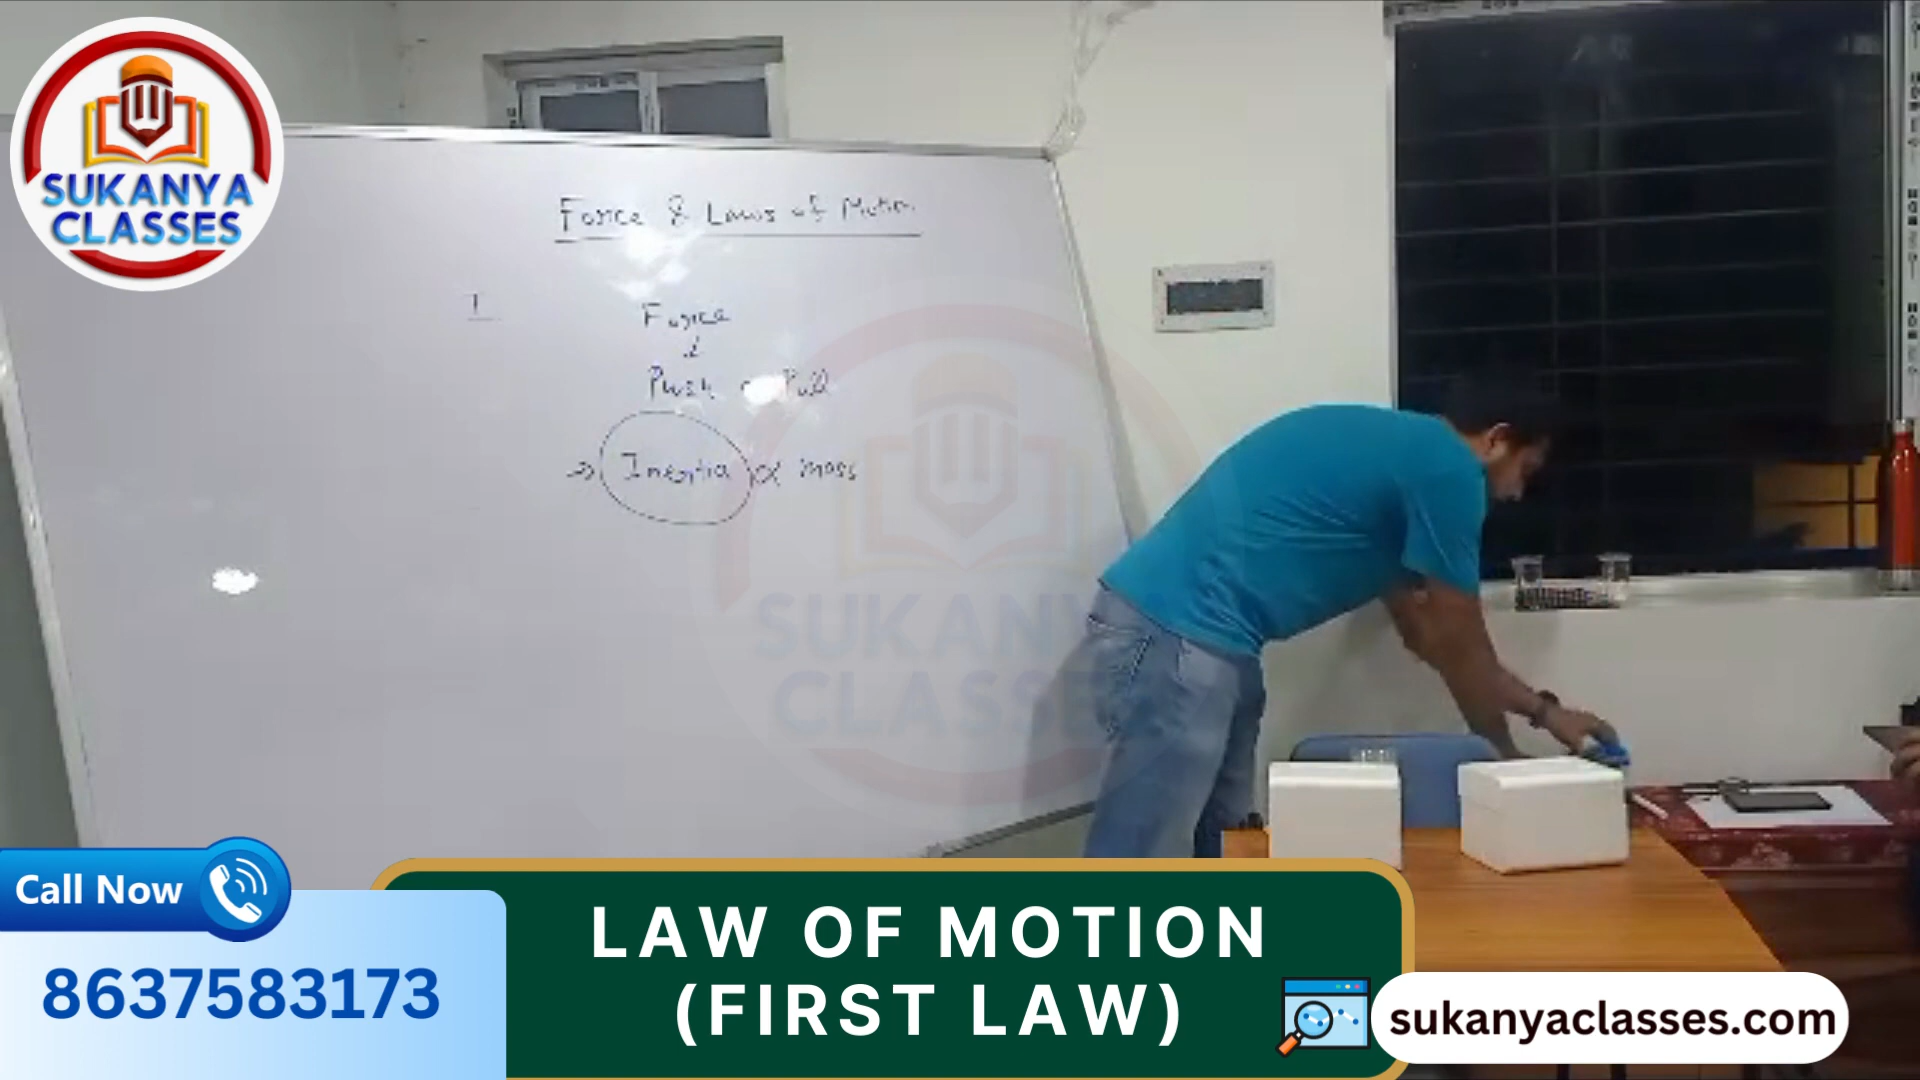 SUKANYA
CLASSES
Force & Laws of Motion
1
Force
Push or Pull
⇒ Inertia ∝ mass
SUKANYA
CLASSES
Call Now
8637583173
LAW OF MOTION
(FIRST LAW)
sukanyaclasses.com